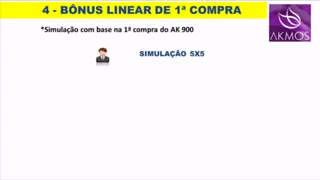 4 - BÔNUS LINEAR DE 1ª COMPRA
AKMOS
*Simulação com base na 1ª compra do AK 900
SIMULAÇÃO 5X5